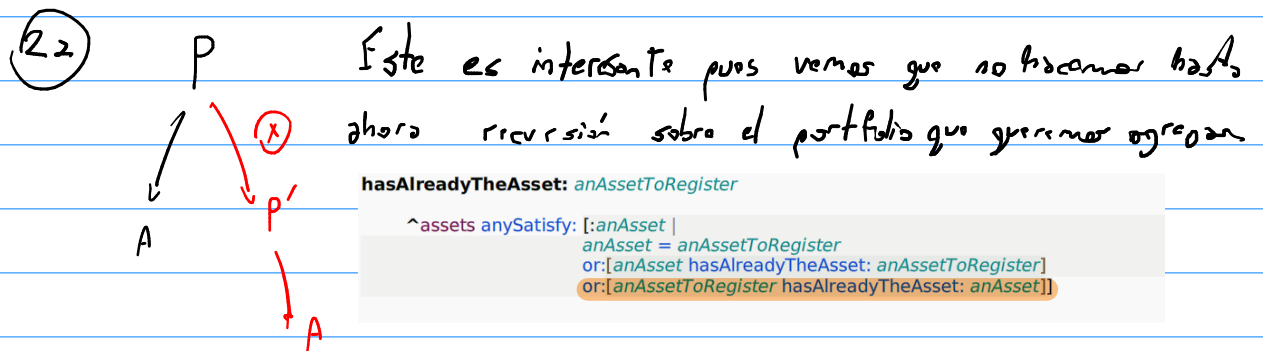 22
P
Este es interesante pues vemos que no hacemos hasta
ahora recursión sobre el portfolio que queremos agregar
X
P'
A
A
hasAlreadyTheAsset: anAssetToRegister
^assets anySatisfy: [:anAsset |
anAsset = anAssetToRegister
or:[anAsset hasAlreadyTheAsset: anAssetToRegister]
or:[anAssetToRegister hasAlreadyTheAsset: anAsset]]